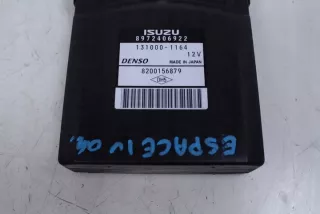 ISUZU
8972406922
131000-1164
12V
DENSO
MADE IN JAPAN
8200156879
ESPACE IV 04,